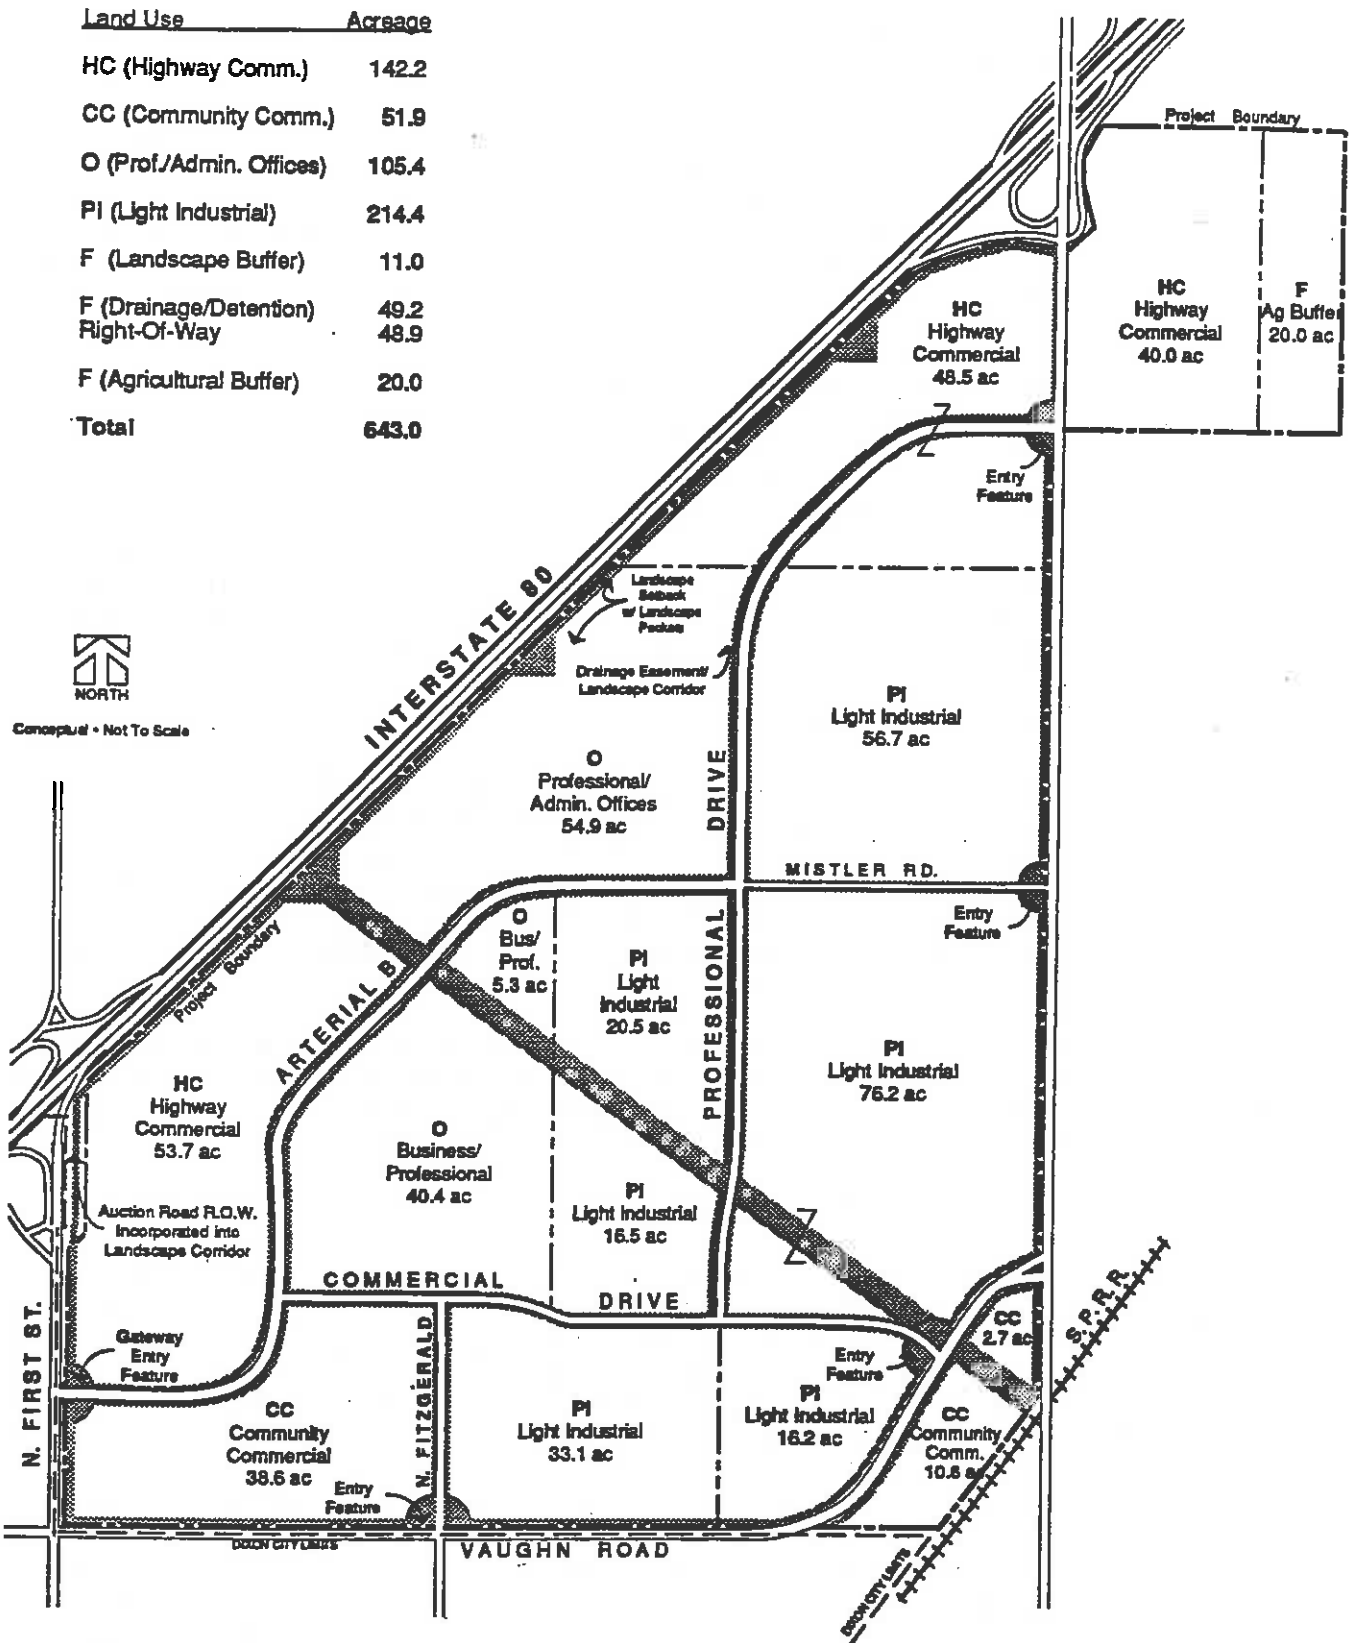 Land Use Acreage
HC (Highway Comm.) 142.2
CC (Community Comm.) 51.9
O (Prof./Admin. Offices) 105.4
PI (Light Industrial) 214.4
F (Landscape Buffer) 11.0
F (Drainage/Detention) 49.2
Right-Of-Way 48.9
F (Agricultural Buffer) 20.0
Total 643.0
Project Boundary
HC
Highway
Commercial
48.5 ac
HC
Highway
Commercial
40.0 ac
F
Ag Buffer
20.0 ac
Entry
Feature
INTERSTATE 80
Landscape
Setback
w/ Landscape
Pockets
Drainage Easement/
Landscape Corridor
NORTH
Conceptual • Not To Scale
PI
Light Industrial
56.7 ac
O
Professional/
Admin. Offices
54.9 ac
PROFESSIONAL DRIVE
MISTLER RD.
Entry
Feature
Project Boundary
ARTERIAL B
O
Bus/
Prof.
5.3 ac
PI
Light
Industrial
20.5 ac
PI
Light Industrial
76.2 ac
HC
Highway
Commercial
53.7 ac
O
Business/
Professional
40.4 ac
PI
Light Industrial
16.5 ac
Auction Road R.O.W.
Incorporated into
Landscape Corridor
COMMERCIAL DRIVE
S.P.R.R.
CC
2.7 ac
N. FIRST ST.
Gateway
Entry
Feature
N. FITZGERALD
Entry
Feature
CC
Community
Commercial
38.6 ac
PI
Light Industrial
33.1 ac
PI
Light Industrial
16.2 ac
CC
Community
Comm.
10.6 ac
Entry
Feature
DIXON CITY LIMITS
VAUGHN ROAD
DIXON CITY LIMITS